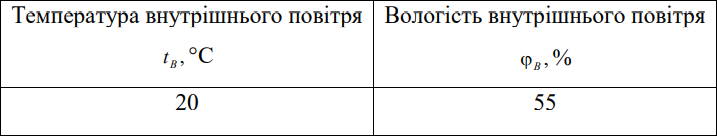 Температура внутрішнього повітря
t_B, °C
Вологість внутрішнього повітря
φ_B, %
20
55